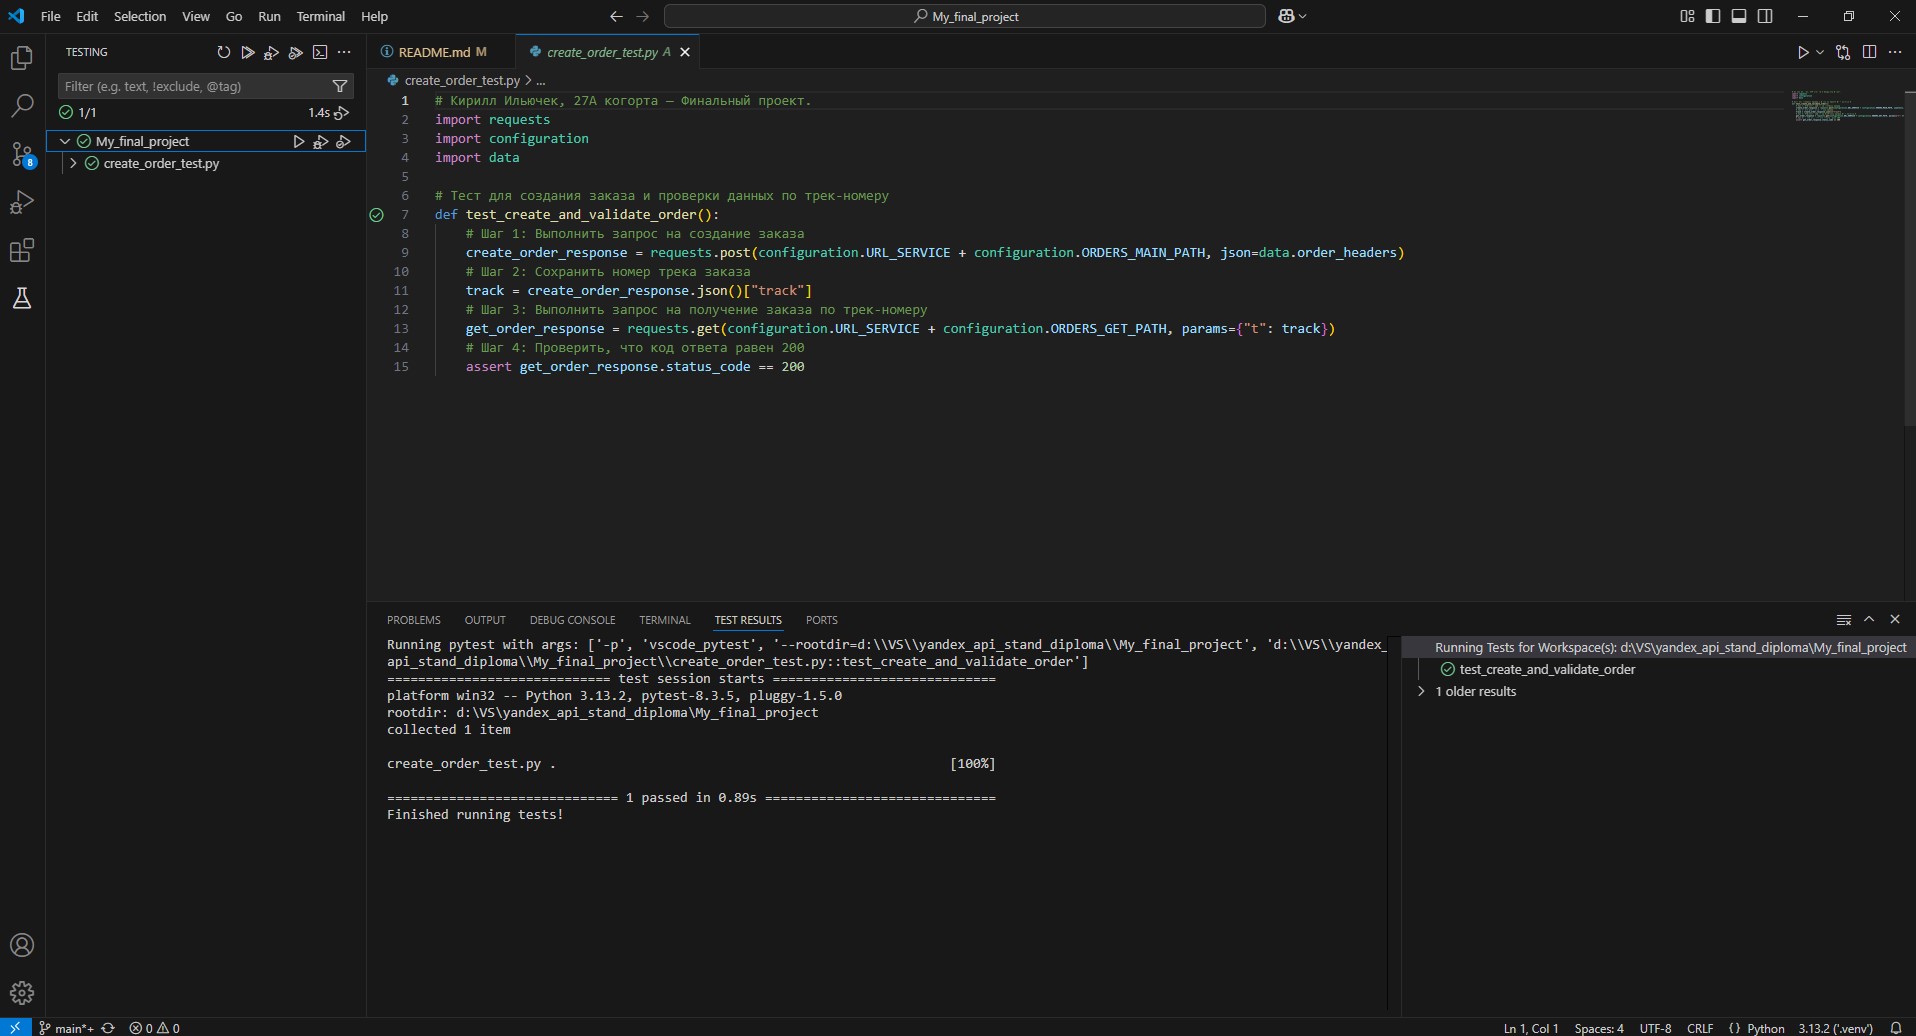 File Edit Selection View Go Run Terminal Help
My_final_project
TESTING
README.md M
create_order_test.py A
Filter (e.g. text, !exclude, @tag)
create_order_test.py > ...
1/1
1.4s
My_final_project
create_order_test.py
1 # Кирилл Ильючек, 27А когорта — Финальный проект.
2 import requests
3 import configuration
4 import data
5
6 # Тест для создания заказа и проверки данных по трек-номеру
7 def test_create_and_validate_order():
8 # Шаг 1: Выполнить запрос на создание заказа
9 create_order_response = requests.post(configuration.URL_SERVICE + configuration.ORDERS_MAIN_PATH, json=data.order_headers)
10 # Шаг 2: Сохранить номер трека заказа
11 track = create_order_response.json()["track"]
12 # Шаг 3: Выполнить запрос на получение заказа по трек-номеру
13 get_order_response = requests.get(configuration.URL_SERVICE + configuration.ORDERS_GET_PATH, params={"t": track})
14 # Шаг 4: Проверить, что код ответа равен 200
15 assert get_order_response.status_code == 200
8
PROBLEMS OUTPUT DEBUG CONSOLE TERMINAL TEST RESULTS PORTS
Running pytest with args: ['-p', 'vscode_pytest', '--rootdir=d:\\VS\\yandex_api_stand_diploma\\My_final_project', 'd:\\VS\\yandex_
api_stand_diploma\\My_final_project\\create_order_test.py::test_create_and_validate_order']
============================= test session starts =============================
platform win32 -- Python 3.13.2, pytest-8.3.5, pluggy-1.5.0
rootdir: d:\VS\yandex_api_stand_diploma\My_final_project
collected 1 item
create_order_test.py . [100%]
============================== 1 passed in 0.89s ==============================
Finished running tests!
Running Tests for Workspace(s): d:\VS\yandex_api_stand_diploma\My_final_project
test_create_and_validate_order
1 older results
main*+ 0 0
Ln 1, Col 1 Spaces: 4 UTF-8 CRLF {} Python 3.13.2 ('.venv')